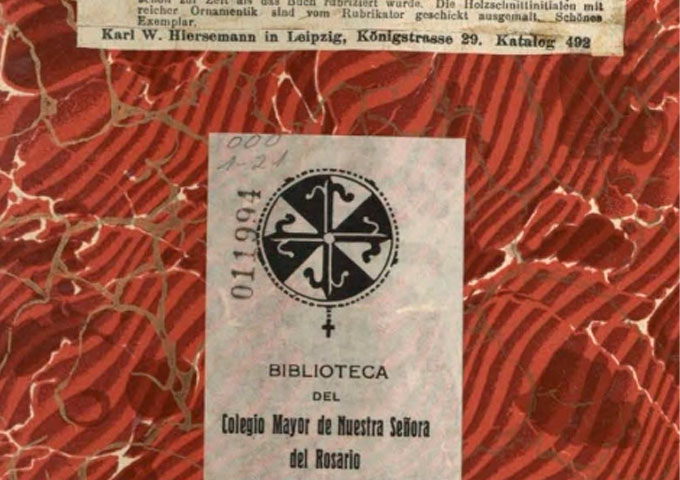 schon zur Zeit als das Buch rubriziert wurde. Die Holzschnittinitialen mit
reicher Ornamentik sind vom Rubrikator geschickt ausgemalt. Schönes
Exemplar.
Karl W. Hiersemann in Leipzig, Königstrasse 29. Katalog 492
000
1-21
011994
BIBLIOTECA
DEL
Colegio Mayor de Nuestra Señora
del Rosario